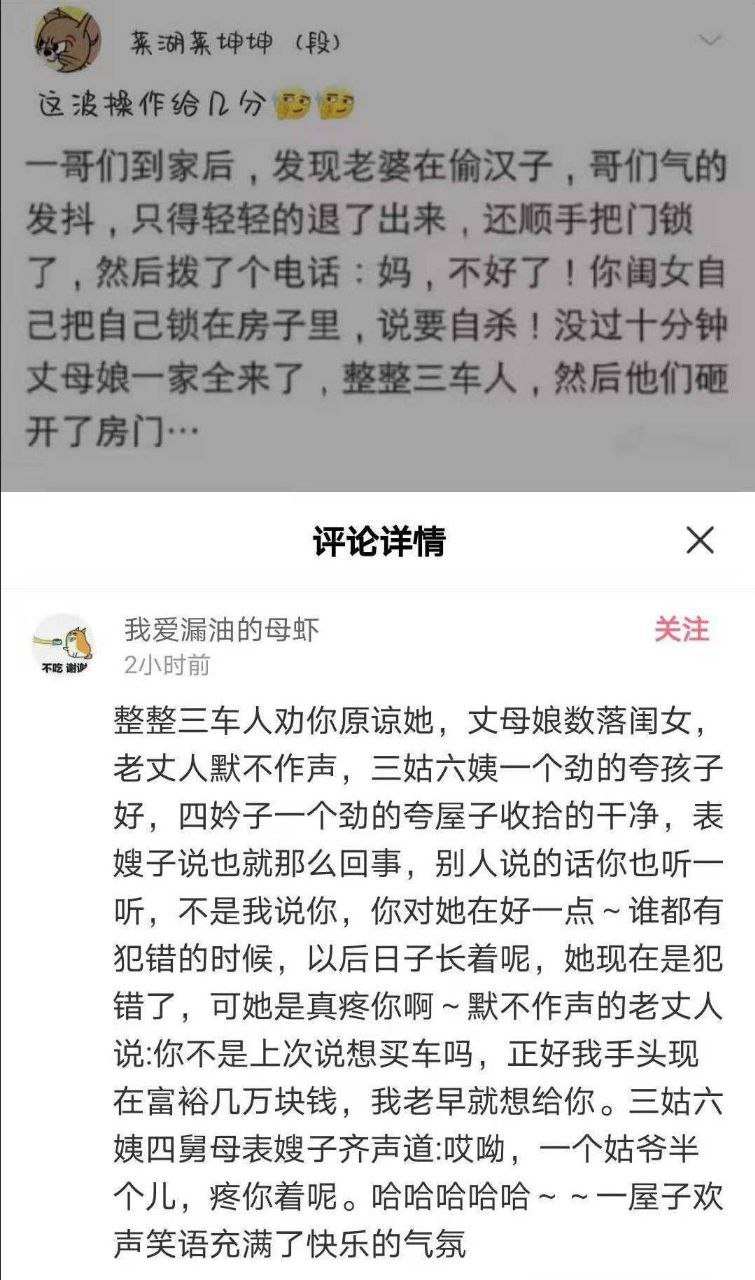 菜湖菜坤坤（段）
这波操作给几分
一哥们到家后，发现老婆在偷汉子，哥们气的
发抖，只得轻轻的退了出来，还顺手把门锁
了，然后拨了个电话：妈，不好了！你闺女自
己把自己锁在房子里，说要自杀！没过十分钟
丈母娘一家全来了，整整三车人，然后他们砸
开了房门…
评论详情
不吃 谢谢
我爱漏油的母虾
关注
2小时前
整整三车人劝你原谅她，丈母娘数落闺女，
老丈人默不作声，三姑六姨一个劲的夸孩子
好，四妗子一个劲的夸屋子收拾的干净，表
嫂子说也就那么回事，别人说的话你也听一
听，不是我说你，你对她在好一点～谁都有
犯错的时候，以后日子长着呢，她现在是犯
错了，可她是真疼你啊～默不作声的老丈人
说:你不是上次说想买车吗，正好我手头现
在富裕几万块钱，我老早就想给你。三姑六
姨四舅母表嫂子齐声道:哎呦，一个姑爷半
个儿，疼你着呢。哈哈哈哈哈～～一屋子欢
声笑语充满了快乐的气氛